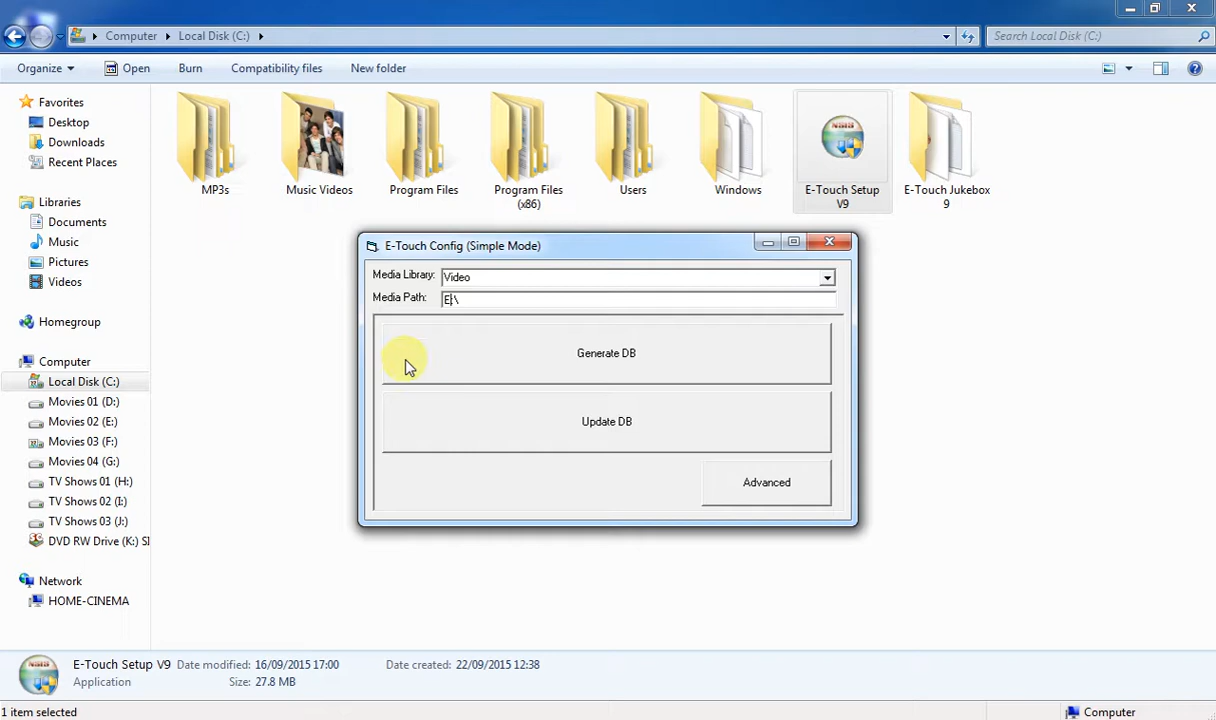 Computer
Local Disk (C:)
Search Local Disk (C:)
Organize
Open
Burn
Compatibility files
New folder
Favorites
Desktop
Downloads
Recent Places
Libraries
Documents
Music
Pictures
Videos
Homegroup
Computer
Local Disk (C:)
Movies 01 (D:)
Movies 02 (E:)
Movies 03 (F:)
Movies 04 (G:)
TV Shows 01 (H:)
TV Shows 02 (I:)
TV Shows 03 (J:)
DVD RW Drive (K:) SI
Network
HOME-CINEMA
MP3s
Music Videos
Program Files
Program Files
(x86)
Users
Windows
NSIS
E-Touch Setup
V9
E-Touch Jukebox
9
E-Touch Config (Simple Mode)
Media Library:
Video
Media Path:
E:\
Generate DB
Update DB
Advanced
NSIS
E-Touch Setup V9
Date modified: 16/09/2015 17:00
Date created: 22/09/2015 12:38
Application
Size: 27.8 MB
1 item selected
Computer